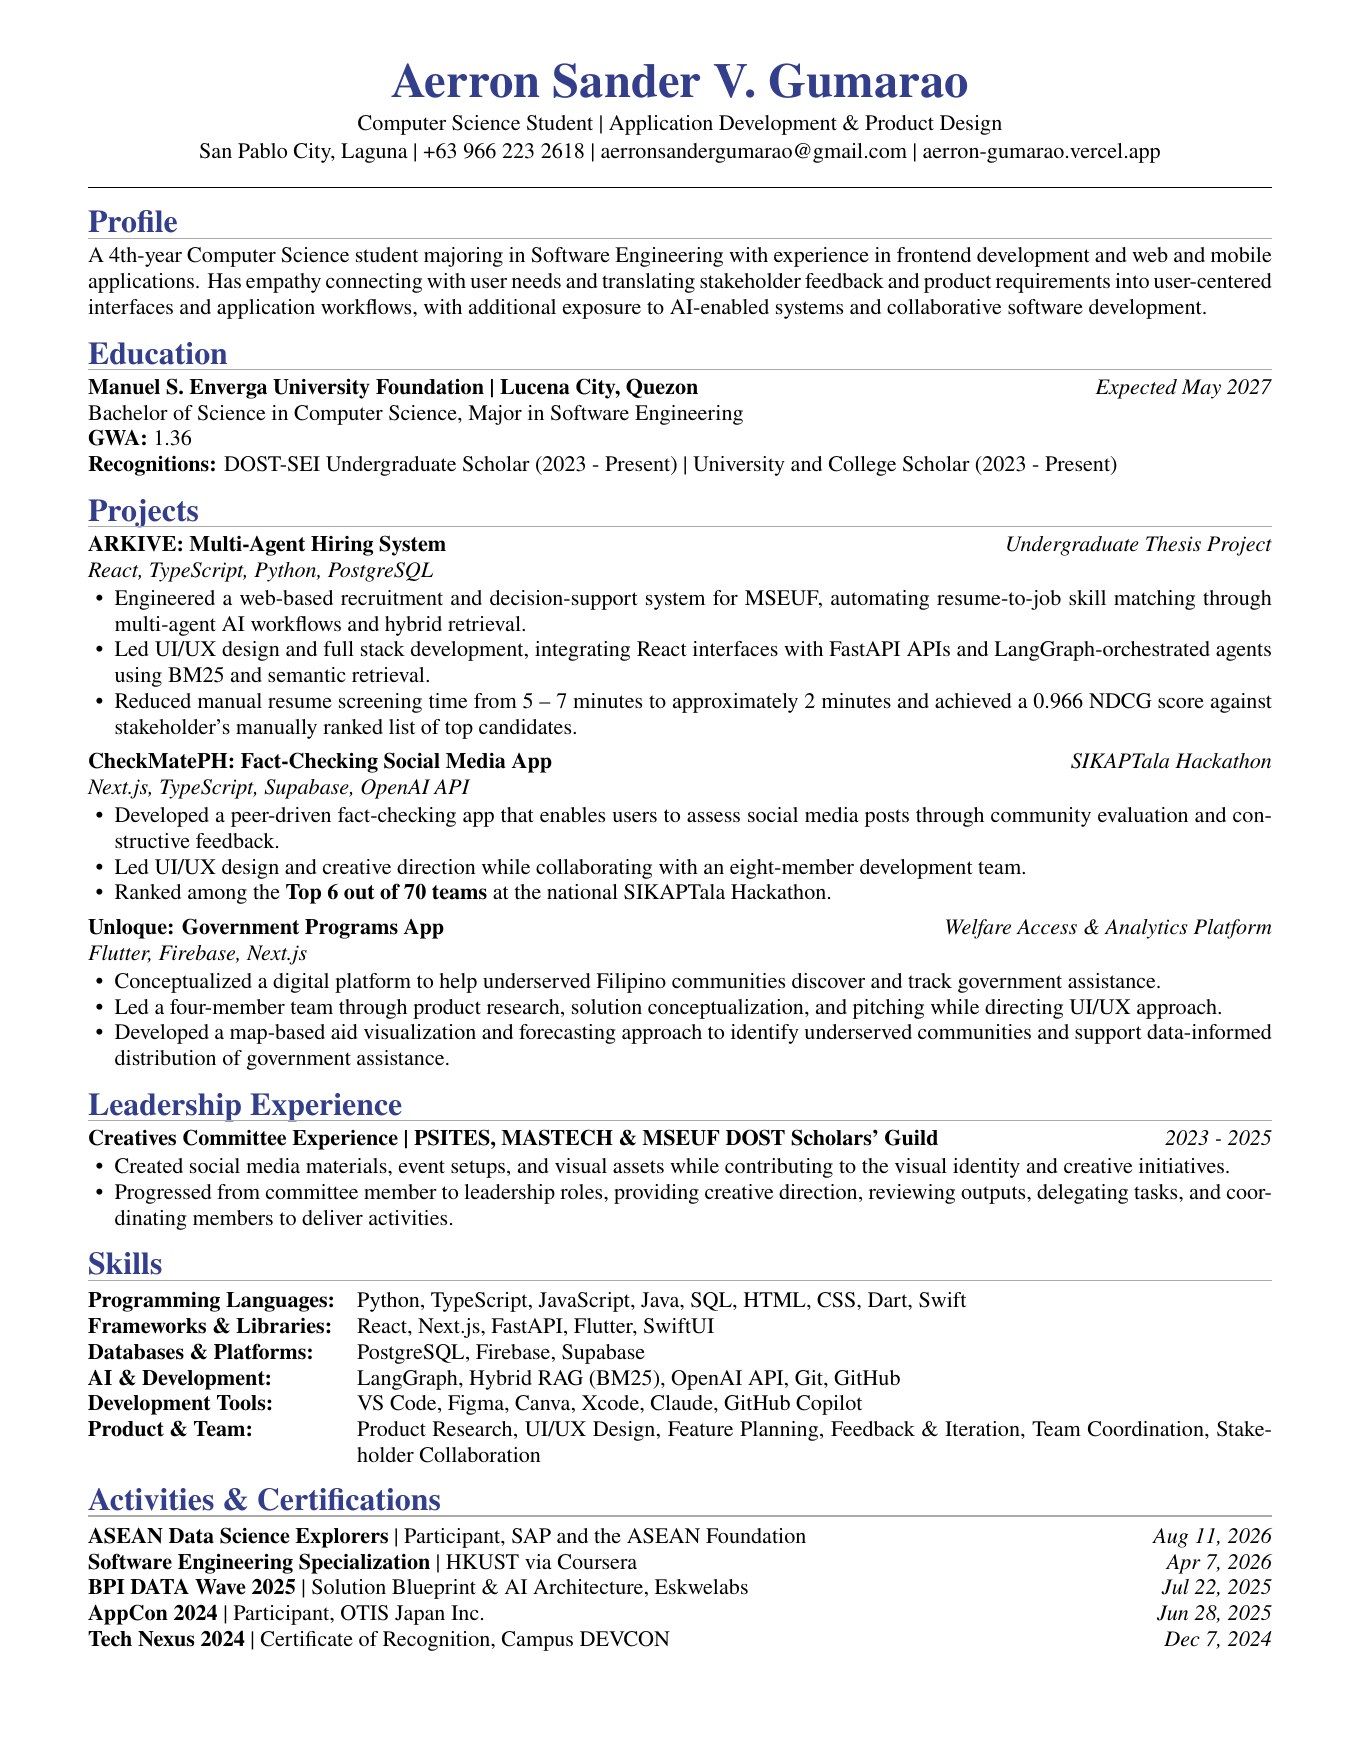 Aerron Sander V. Gumarao
Computer Science Student | Application Development & Product Design
San Pablo City, Laguna | +63 966 223 2618 | aerronsandergumarao@gmail.com | aerron-gumarao.vercel.app
Profile
A 4th-year Computer Science student majoring in Software Engineering with experience in frontend development and web and mobile
applications. Has empathy connecting with user needs and translating stakeholder feedback and product requirements into user-centered
interfaces and application workflows, with additional exposure to AI-enabled systems and collaborative software development.
Education
Manuel S. Enverga University Foundation | Lucena City, Quezon Expected May 2027
Bachelor of Science in Computer Science, Major in Software Engineering
GWA: 1.36
Recognitions: DOST-SEI Undergraduate Scholar (2023 - Present) | University and College Scholar (2023 - Present)
Projects
ARKIVE: Multi-Agent Hiring System Undergraduate Thesis Project
React, TypeScript, Python, PostgreSQL
• Engineered a web-based recruitment and decision-support system for MSEUF, automating resume-to-job skill matching through
multi-agent AI workflows and hybrid retrieval.
• Led UI/UX design and full stack development, integrating React interfaces with FastAPI APIs and LangGraph-orchestrated agents
using BM25 and semantic retrieval.
• Reduced manual resume screening time from 5 – 7 minutes to approximately 2 minutes and achieved a 0.966 NDCG score against
stakeholder's manually ranked list of top candidates.
CheckMatePH: Fact-Checking Social Media App SIKAPTala Hackathon
Next.js, TypeScript, Supabase, OpenAI API
• Developed a peer-driven fact-checking app that enables users to assess social media posts through community evaluation and con-
structive feedback.
• Led UI/UX design and creative direction while collaborating with an eight-member development team.
• Ranked among the Top 6 out of 70 teams at the national SIKAPTala Hackathon.
Unloque: Government Programs App Welfare Access & Analytics Platform
Flutter, Firebase, Next.js
• Conceptualized a digital platform to help underserved Filipino communities discover and track government assistance.
• Led a four-member team through product research, solution conceptualization, and pitching while directing UI/UX approach.
• Developed a map-based aid visualization and forecasting approach to identify underserved communities and support data-informed
distribution of government assistance.
Leadership Experience
Creatives Committee Experience | PSITES, MASTECH & MSEUF DOST Scholars' Guild 2023 - 2025
• Created social media materials, event setups, and visual assets while contributing to the visual identity and creative initiatives.
• Progressed from committee member to leadership roles, providing creative direction, reviewing outputs, delegating tasks, and coor-
dinating members to deliver activities.
Skills
Programming Languages: Python, TypeScript, JavaScript, Java, SQL, HTML, CSS, Dart, Swift
Frameworks & Libraries: React, Next.js, FastAPI, Flutter, SwiftUI
Databases & Platforms: PostgreSQL, Firebase, Supabase
AI & Development: LangGraph, Hybrid RAG (BM25), OpenAI API, Git, GitHub
Development Tools: VS Code, Figma, Canva, Xcode, Claude, GitHub Copilot
Product & Team: Product Research, UI/UX Design, Feature Planning, Feedback & Iteration, Team Coordination, Stake-
holder Collaboration
Activities & Certifications
ASEAN Data Science Explorers | Participant, SAP and the ASEAN Foundation Aug 11, 2026
Software Engineering Specialization | HKUST via Coursera Apr 7, 2026
BPI DATA Wave 2025 | Solution Blueprint & AI Architecture, Eskwelabs Jul 22, 2025
AppCon 2024 | Participant, OTIS Japan Inc. Jun 28, 2025
Tech Nexus 2024 | Certificate of Recognition, Campus DEVCON Dec 7, 2024